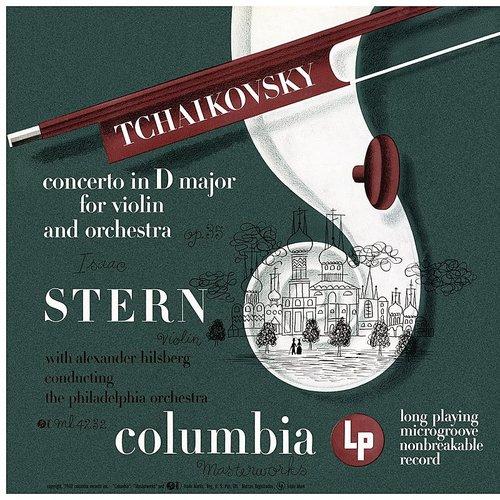 TCHAIKOVSKY
concerto in D major
for violin
and orchestra op.35
Isaac
STERN
violin
with alexander hilsberg
conducting
the philadelphia orchestra
ml 4232
columbia
Masterworks
Lp
long playing
microgroove
nonbreakable
record